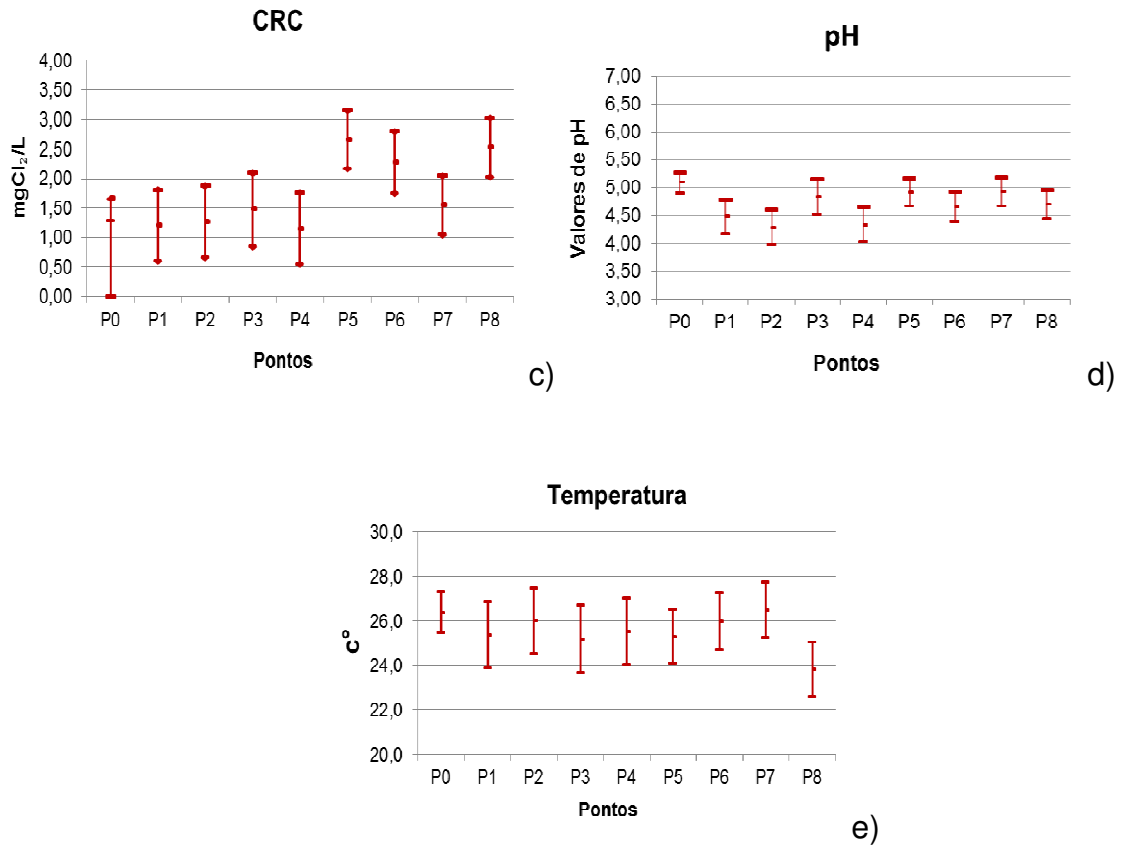 CRC
4,00
3,50
3,00
2,50
2,00
1,50
1,00
0,50
0,00
mgCl₂/L
P0 P1 P2 P3 P4 P5 P6 P7 P8
Pontos
c)
pH
7,00
6,50
6,00
5,50
5,00
4,50
4,00
3,50
3,00
Valores de pH
P0 P1 P2 P3 P4 P5 P6 P7 P8
Pontos
d)
Temperatura
30,0
28,0
26,0
24,0
22,0
20,0
c°
P0 P1 P2 P3 P4 P5 P6 P7 P8
Pontos
e)